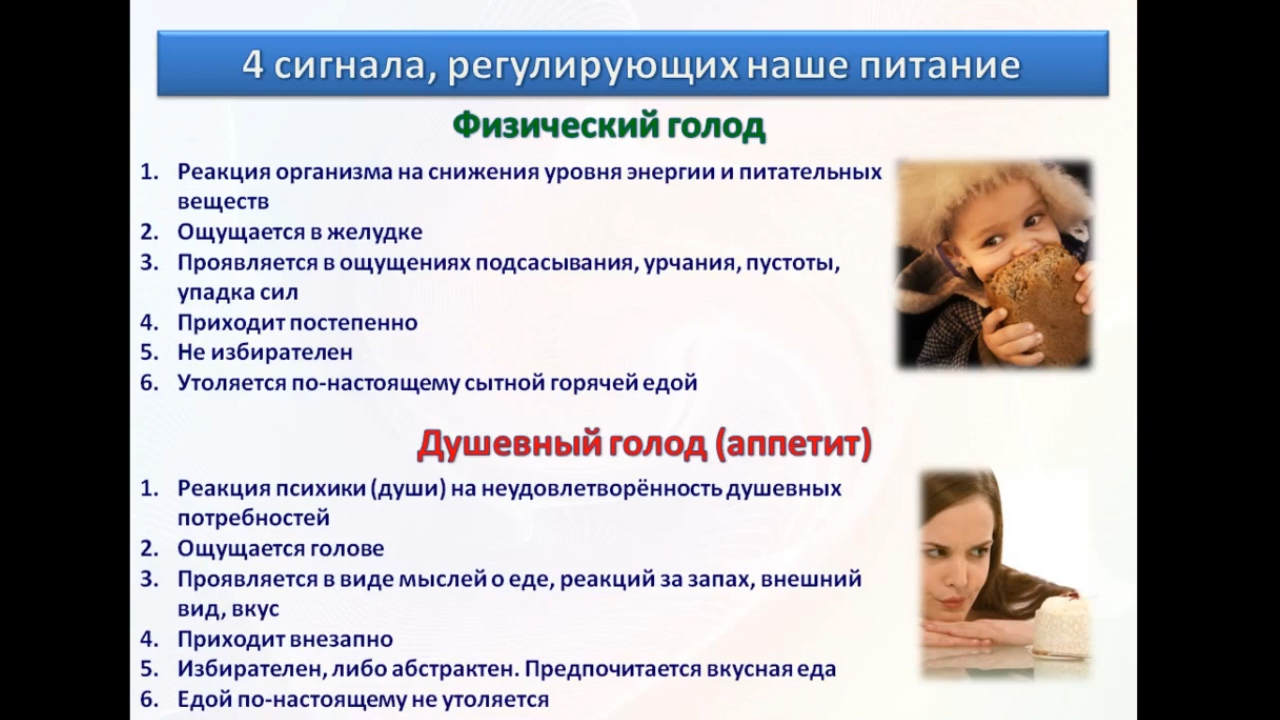 4 сигнала, регулирующих наше питание
Физический голод
1. Реакция организма на снижения уровня энергии и питательных
веществ
2. Ощущается в желудке
3. Проявляется в ощущениях подсасывания, урчания, пустоты,
упадка сил
4. Приходит постепенно
5. Не избирателен
6. Утоляется по-настоящему сытной горячей едой
Душевный голод (аппетит)
1. Реакция психики (души) на неудовлетворённость душевных
потребностей
2. Ощущается голове
3. Проявляется в виде мыслей о еде, реакций за запах, внешний
вид, вкус
4. Приходит внезапно
5. Избирателен, либо абстрактен. Предпочитается вкусная еда
6. Едой по-настоящему не утоляется